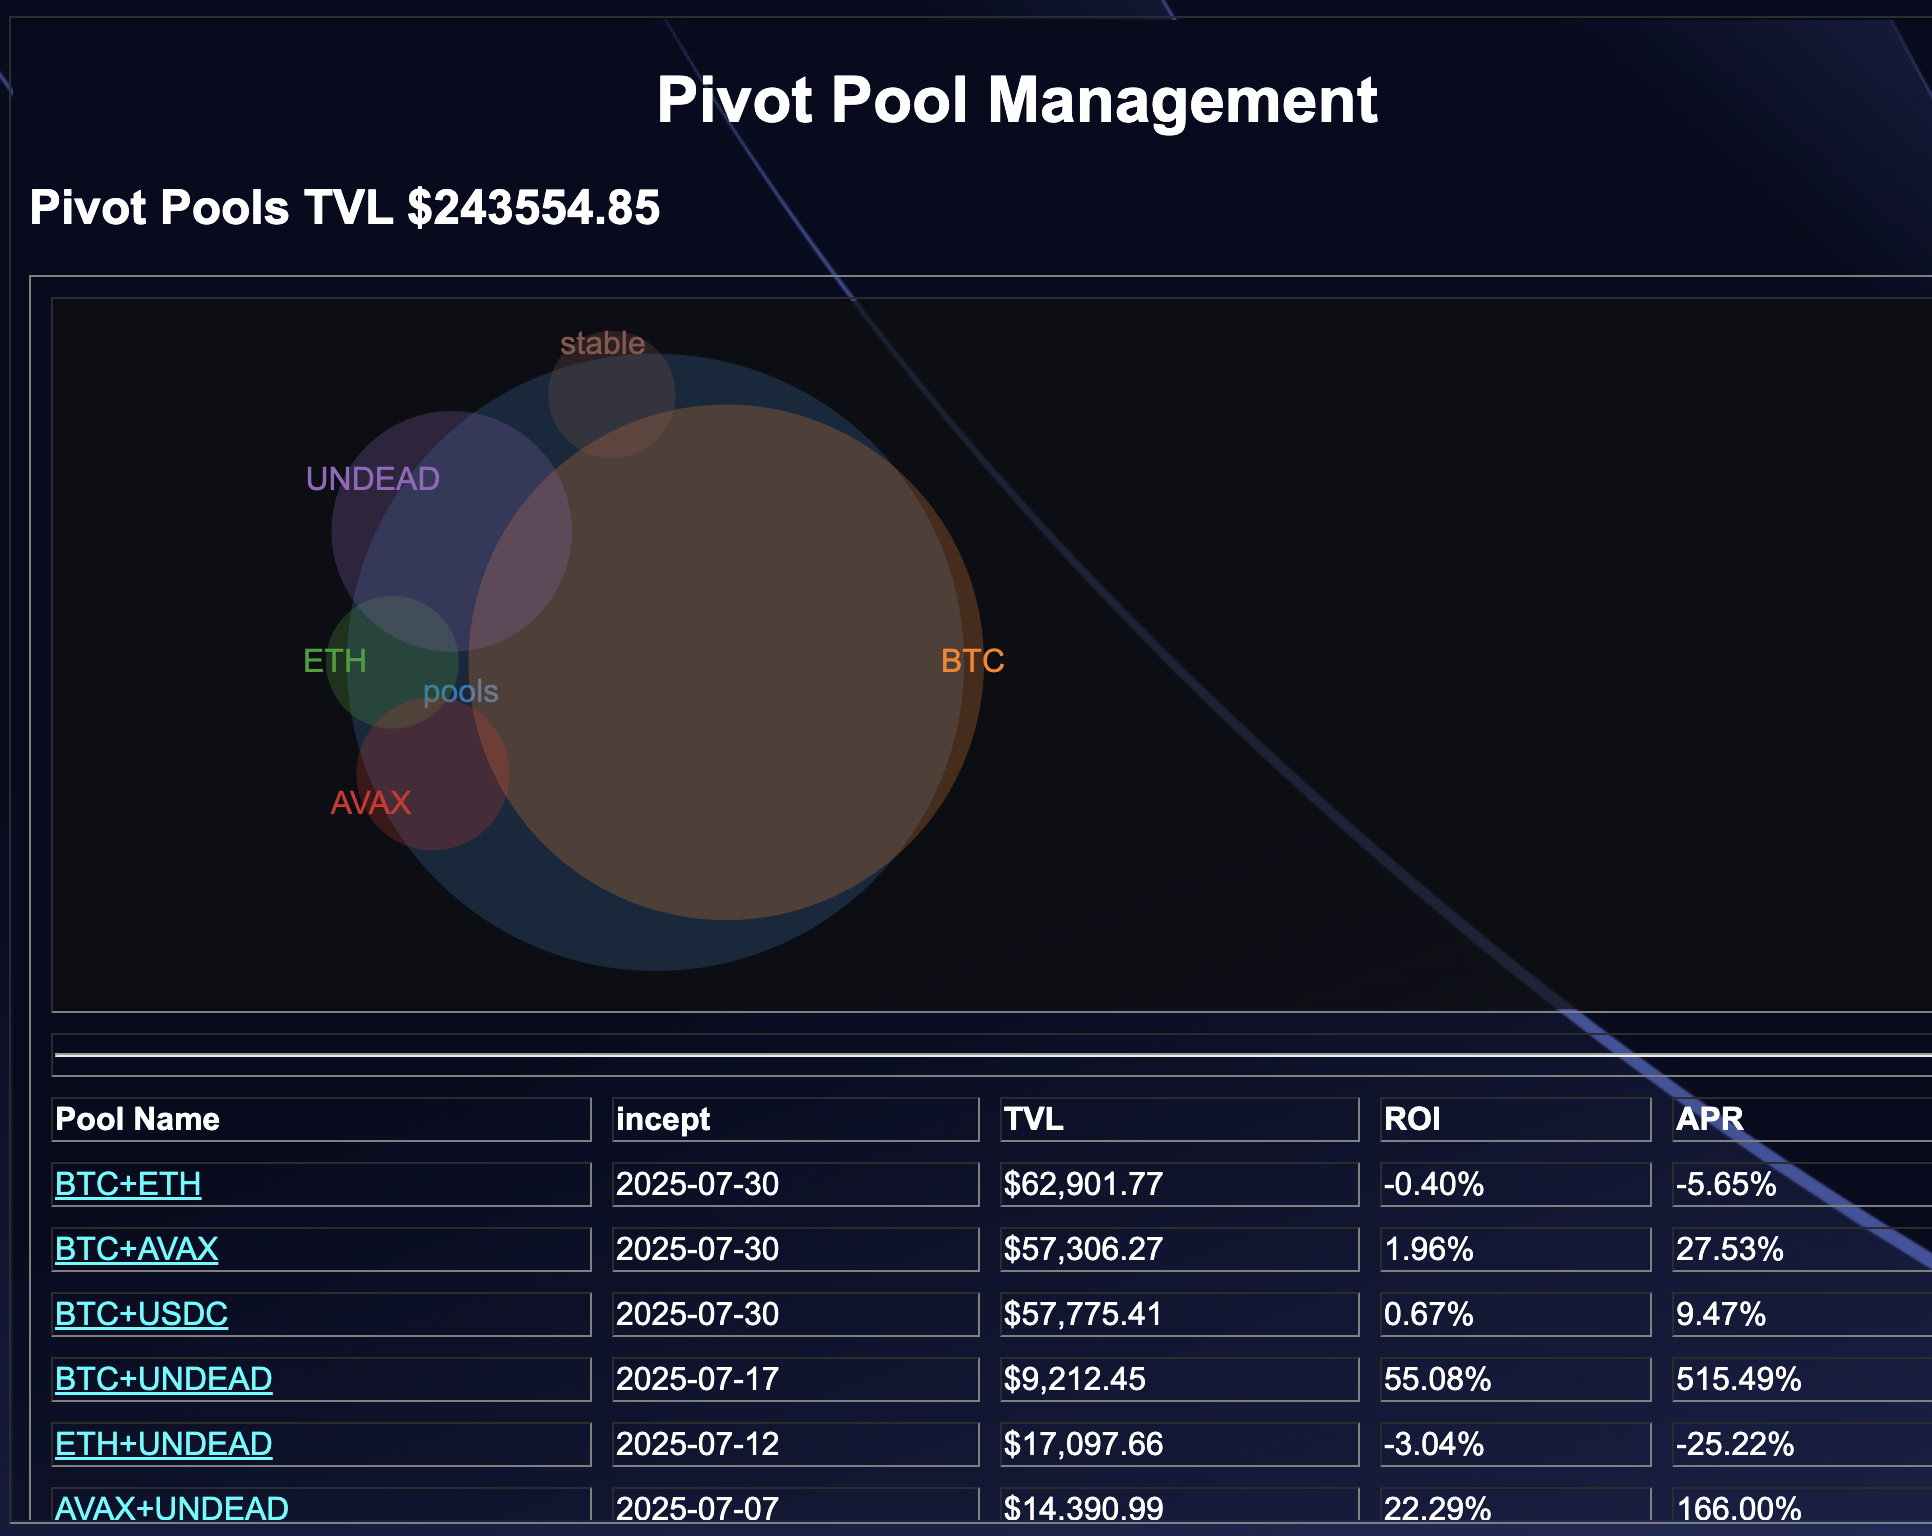 Pivot Pool Management
Pivot Pools TVL $243554.85
stable
UNDEAD
ETH
BTC
pools
AVAX
Pool Name incept TVL ROI APR
BTC+ETH 2025-07-30 $62,901.77 -0.40% -5.65%
BTC+AVAX 2025-07-30 $57,306.27 1.96% 27.53%
BTC+USDC 2025-07-30 $57,775.41 0.67% 9.47%
BTC+UNDEAD 2025-07-17 $9,212.45 55.08% 515.49%
ETH+UNDEAD 2025-07-12 $17,097.66 -3.04% -25.22%
AVAX+UNDEAD 2025-07-07 $14,390.99 22.29% 166.00%